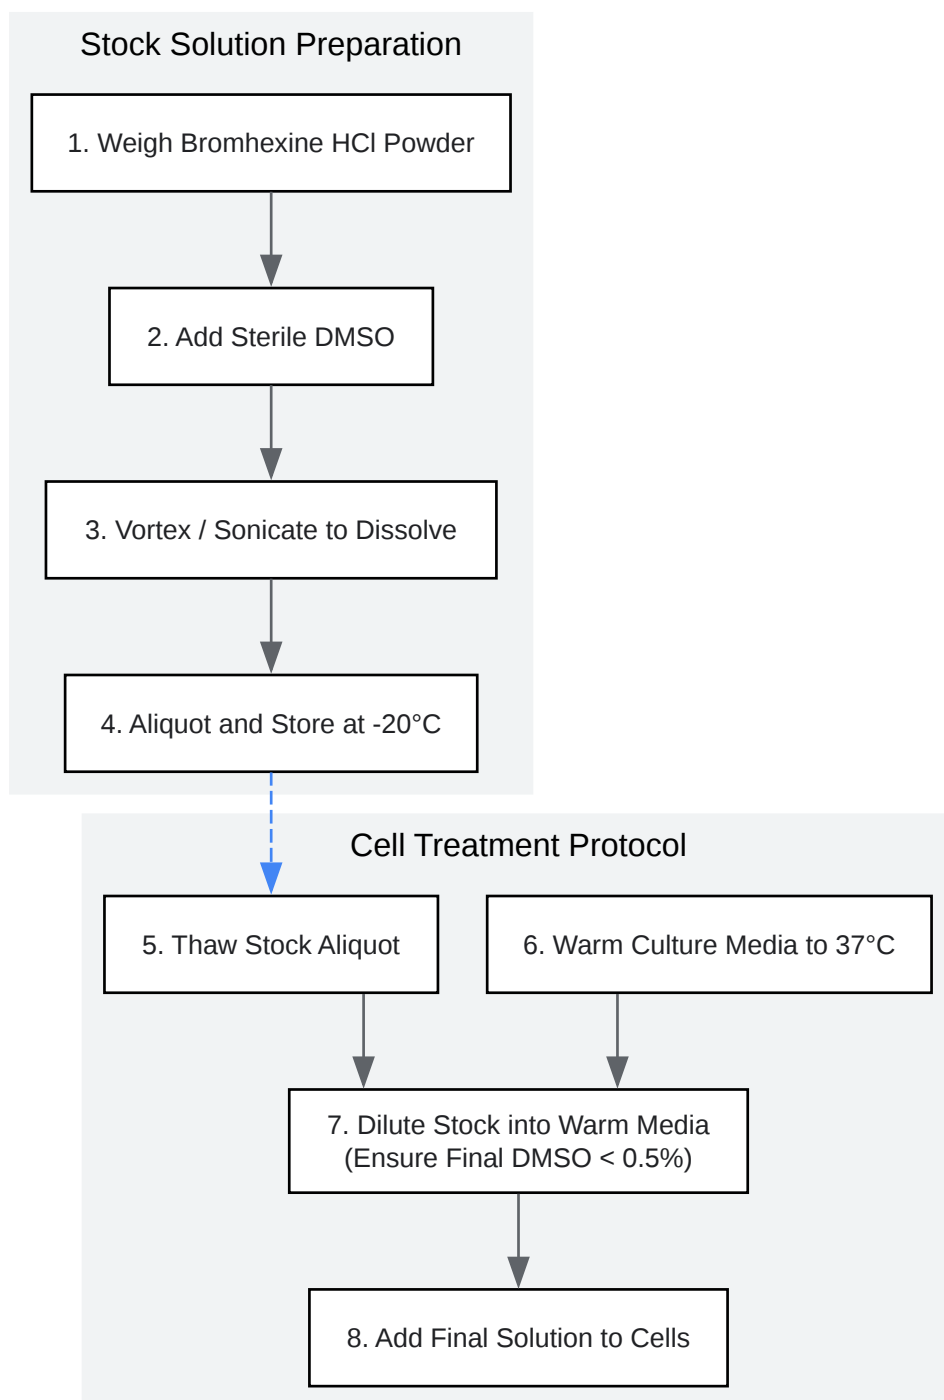 Stock Solution Preparation
1. Weigh Bromhexine HCl Powder
2. Add Sterile DMSO
3. Vortex / Sonicate to Dissolve
4. Aliquot and Store at -20°C
Cell Treatment Protocol
5. Thaw Stock Aliquot
6. Warm Culture Media to 37°C
7. Dilute Stock into Warm Media
(Ensure Final DMSO < 0.5%)
8. Add Final Solution to Cells